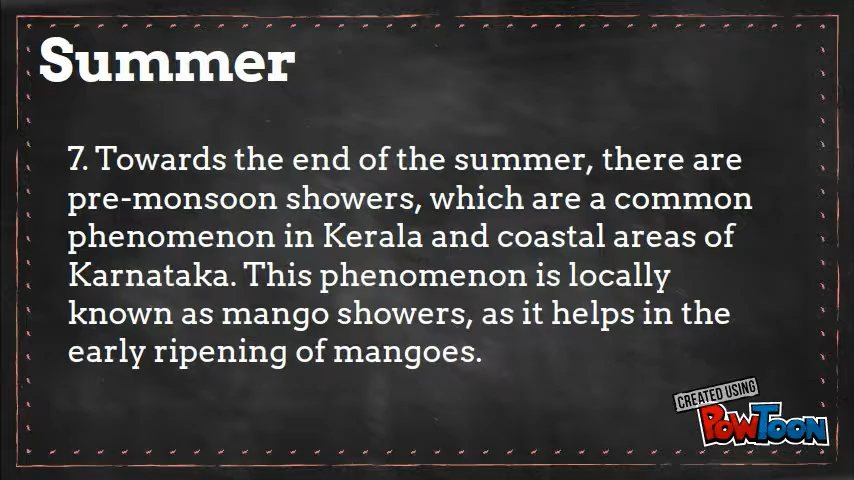 Summer
7. Towards the end of the summer, there are
pre-monsoon showers, which are a common
phenomenon in Kerala and coastal areas of
Karnataka. This phenomenon is locally
known as mango showers, as it helps in the
early ripening of mangoes.
CREATED USING
POWTOON